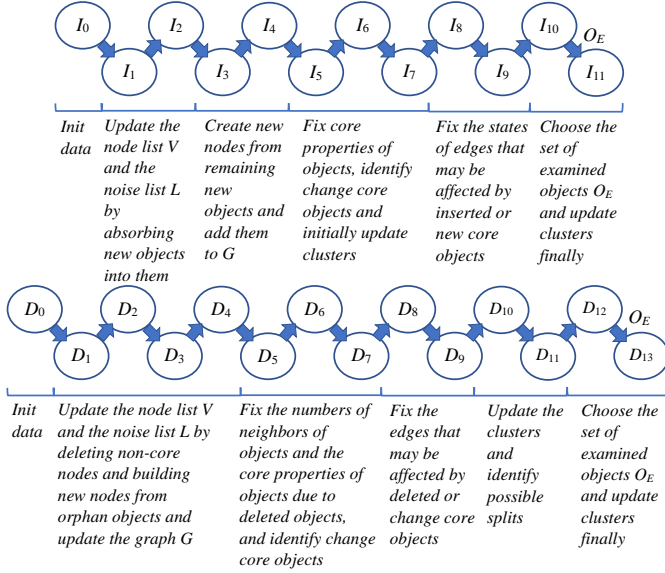 I0 I2 I4 I6 I8 I10 OE
I1 I3 I5 I7 I9 I11
Init
data
Update the
node list V
and the
noise list L
by
absorbing
new objects
into them
Create new
nodes from
remaining
new
objects and
add them
to G
Fix core
properties of
objects, identify
change core
objects and
initially update
clusters
Fix the states
of edges that
may be
affected by
inserted or
new core
objects
Choose the
set of
examined
objects OE
and update
clusters
finally
D0 D2 D4 D6 D8 D10 D12 OE
D1 D3 D5 D7 D9 D11 D13
Init
data
Update the node list V
and the noise list L by
deleting non-core
nodes and building
new nodes from
orphan objects and
update the graph G
Fix the numbers of
neighbors of
objects and the
core properties of
objects due to
deleted objects,
and identify change
core objects
Fix the
edges that
may be
affected by
deleted or
change core
objects
Update the
clusters
and
identify
possible
splits
Choose the
set of
examined
objects OE
and update
clusters
finally